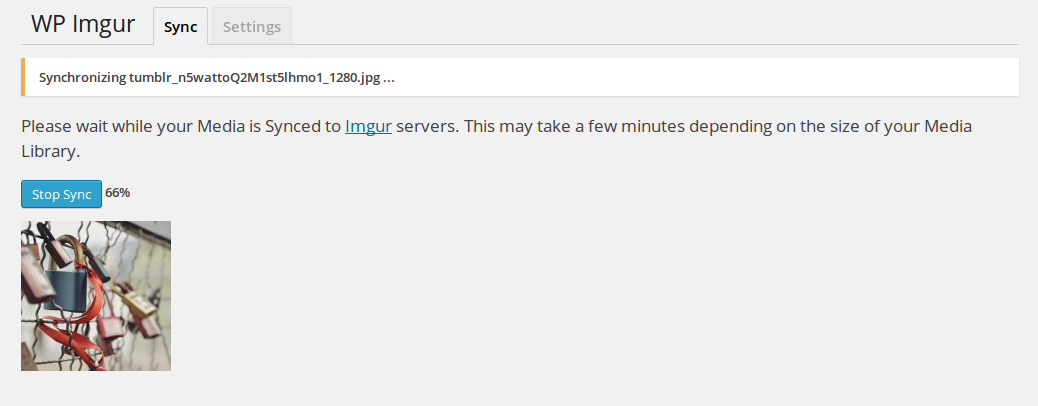 WP Imgur Sync Settings
Synchronizing tumblr_n5wattoQ2M1st5lhmo1_1280.jpg ...
Please wait while your Media is Synced to Imgur servers. This may take a few minutes depending on the size of your Media
Library.
Stop Sync 66%